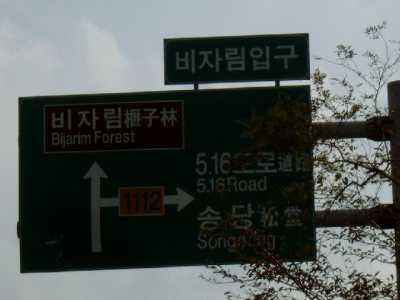 비자림입구
비자림榧子林
Bijarim Forest
5.16도로道路
5.16 Road
1112
송당松堂
Songdang